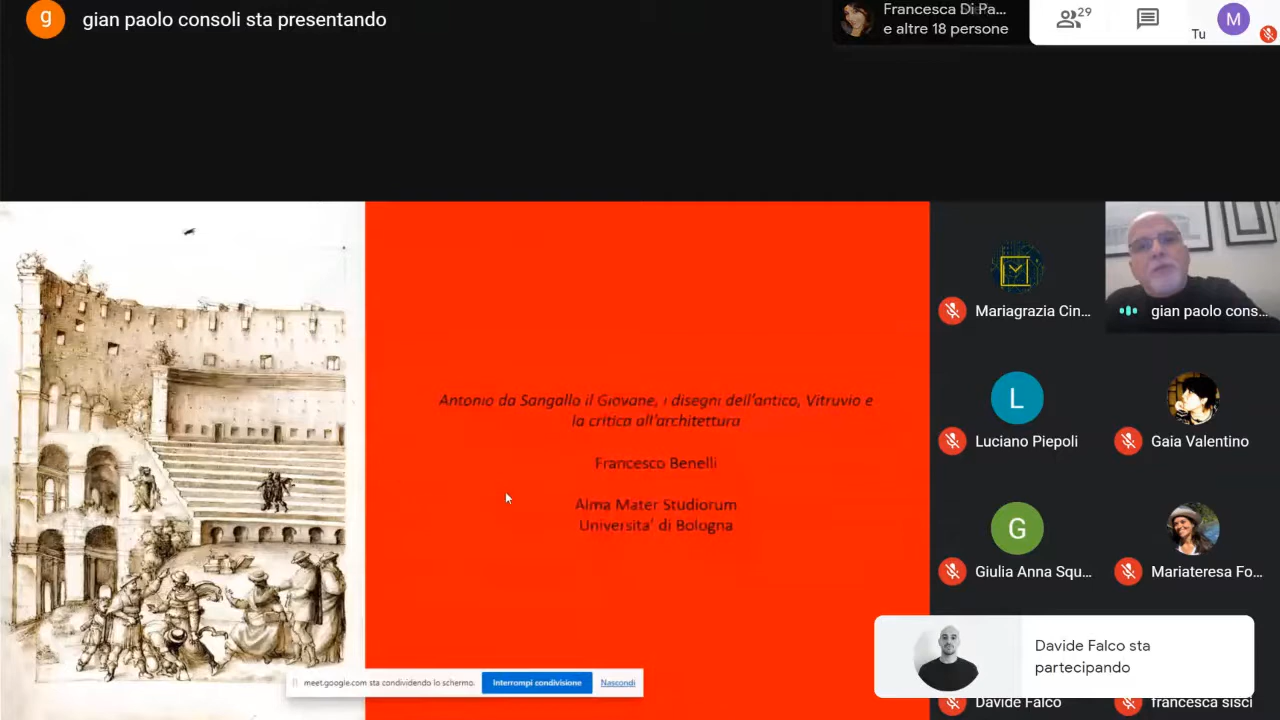 g
gian paolo consoli sta presentando
Francesca Di Pa...
e altre 18 persone
29
Tu
M
Antonio da Sangallo il Giovane, i disegni dell'antico, Vitruvio e
la critica all'architettura
Francesco Benelli
Alma Mater Studiorum
Universita' di Bologna
Mariagrazia Cin...
gian paolo cons...
L
Luciano Piepoli
Gaia Valentino
G
Giulia Anna Squ...
Mariateresa Fo...
Davide Falco sta
partecipando
meet.google.com sta condividendo lo schermo.
Interrompi condivisione
Nascondi
Davide Falco
francesca sisci